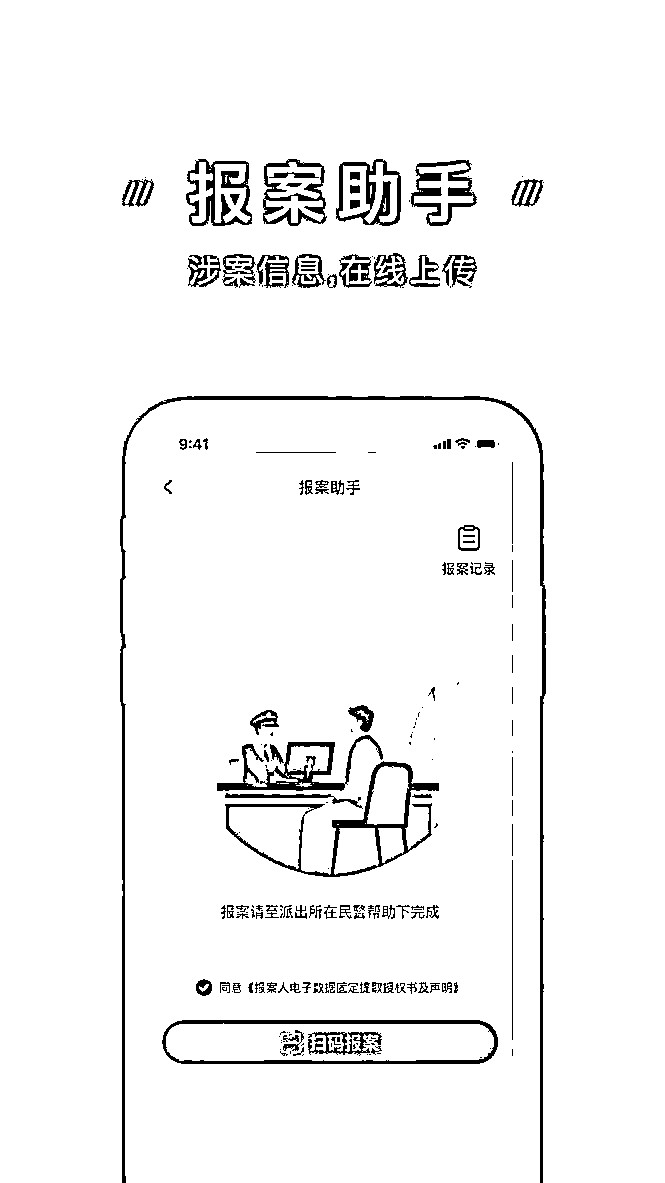 报案助手
涉案信息,在线上传
9:41
报案助手
报案记录
报案请至派出所在民警帮助下完成
同意《报案人电子数据固定提取授权书及声明》
扫码报案